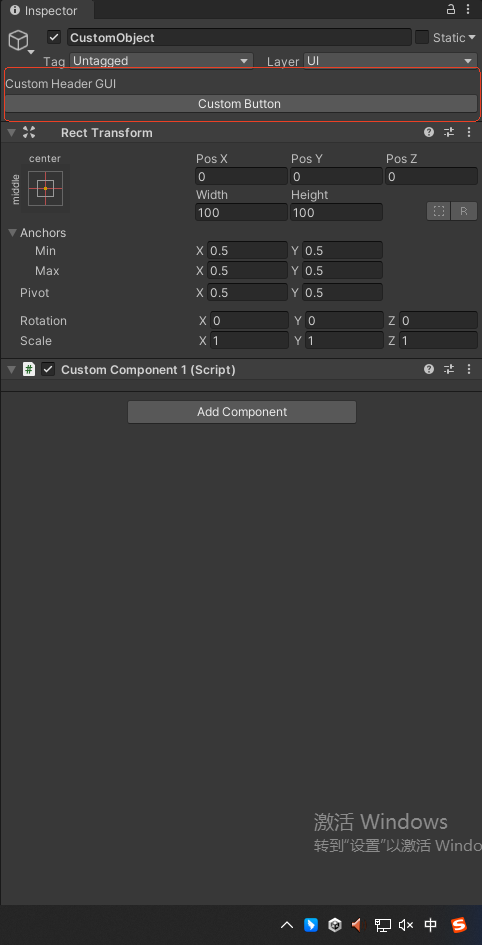 Inspector
CustomObject Static
Tag Untagged Layer UI
Custom Header GUI
Custom Button
Rect Transform
center
middle
Pos X Pos Y Pos Z
0 0 0
Width Height
100 100
R
Anchors
Min X 0.5 Y 0.5
Max X 0.5 Y 0.5
Pivot X 0.5 Y 0.5
Rotation X 0 Y 0 Z 0
Scale X 1 Y 1 Z 1
# Custom Component 1 (Script)
Add Component
激活 Windows
转到“设置”以激活 Windo
中 S